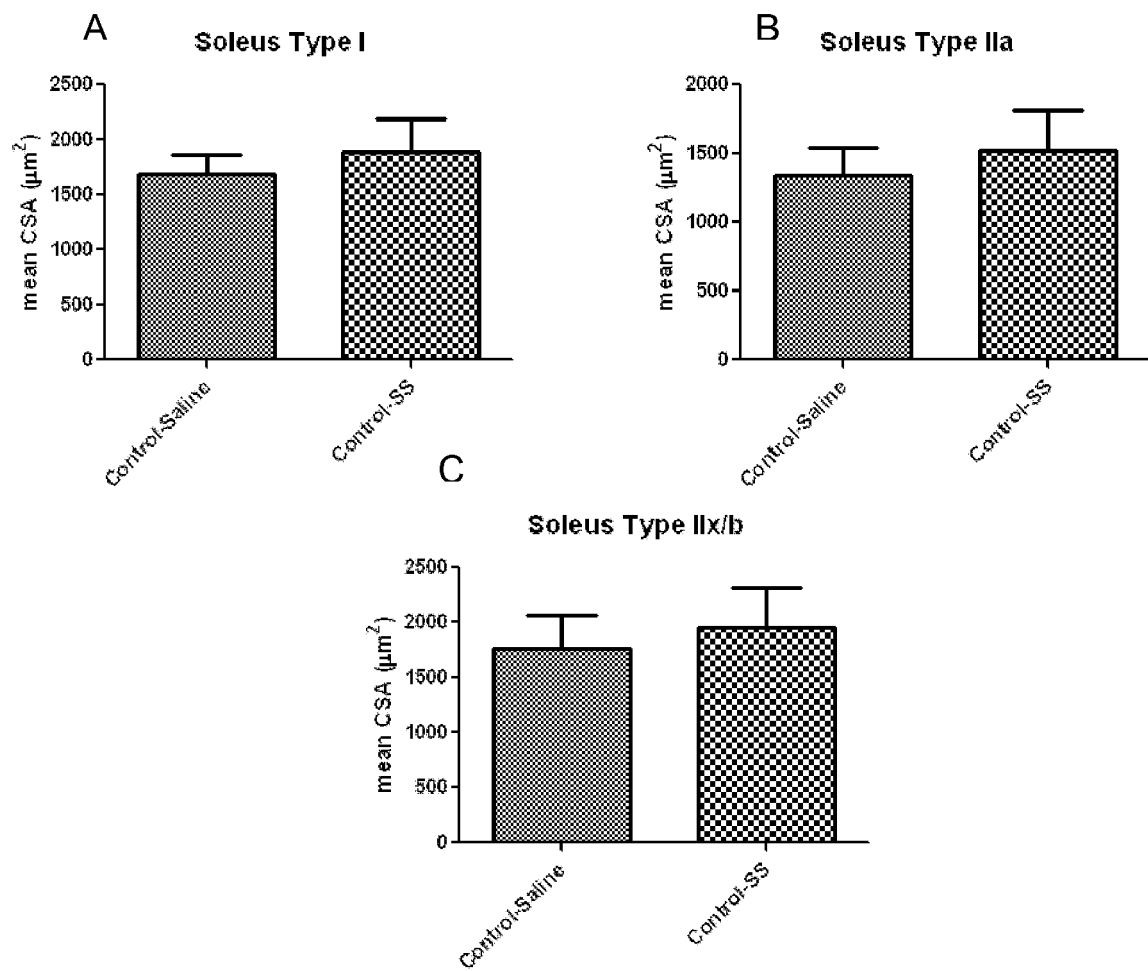 A
Soleus Type I
mean CSA (µm²)
2500
2000
1500
1000
500
0
Control-Saline
Control-SS
B
Soleus Type IIa
mean CSA (µm²)
2000
1500
1000
500
0
Control-Saline
Control-SS
C
Soleus Type IIx/b
mean CSA (µm²)
2500
2000
1500
1000
500
0
Control-Saline
Control-SS